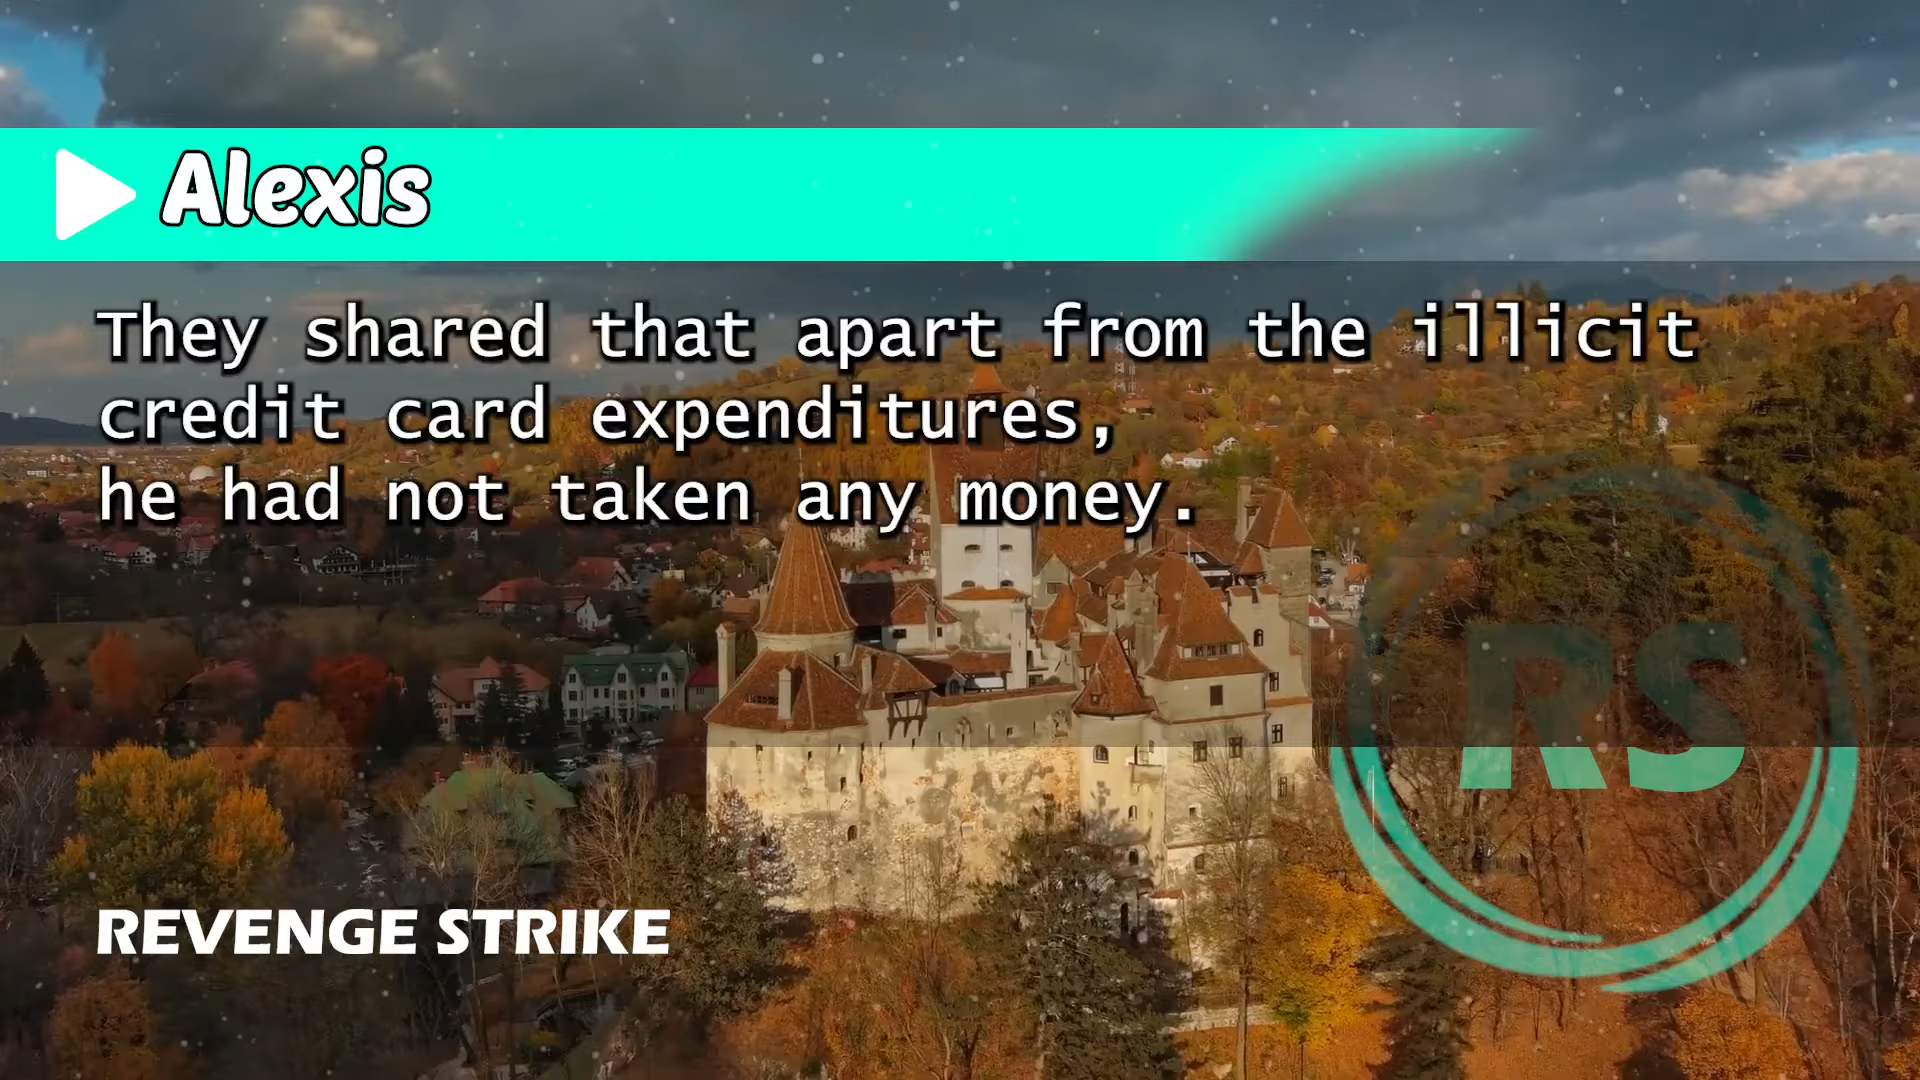 Alexis
They shared that apart from the illicit
credit card expenditures,
he had not taken any money.
RS
REVENGE STRIKE